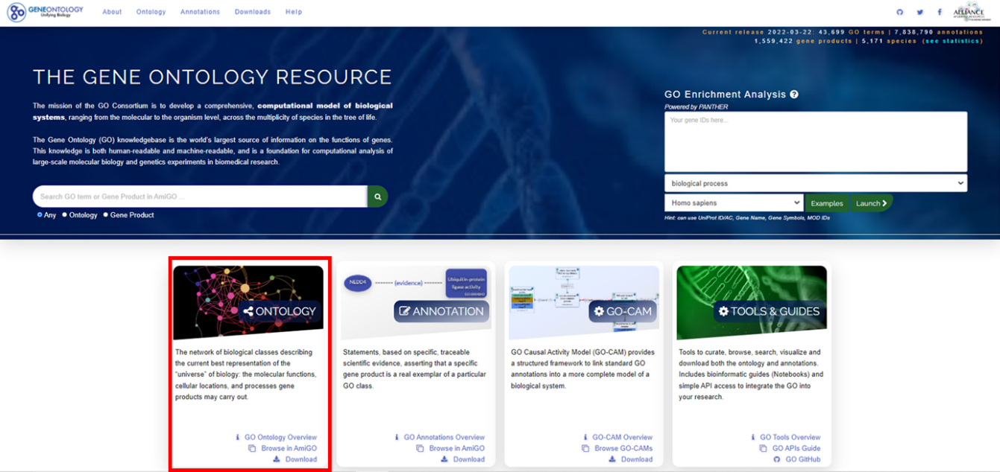 GENEONTOLOGY
Unifying Biology
About Ontology Annotations Downloads Help
ALLIANCE
Current release 2022-03-22: 43,699 GO terms | 7,838,790 annotations
1,559,422 gene products | 5,171 species (see statistics)
THE GENE ONTOLOGY RESOURCE
The mission of the GO Consortium is to develop a comprehensive, computational model of biological
systems, ranging from the molecular to the organism level, across the multiplicity of species in the tree of life.
The Gene Ontology (GO) knowledgebase is the world's largest source of information on the functions of genes.
This knowledge is both human-readable and machine-readable, and is a foundation for computational analysis of
large-scale molecular biology and genetics experiments in biomedical research.
Search GO term or Gene Product in AmiGO ...
Any Ontology Gene Product
GO Enrichment Analysis ?
Powered by PANTHER
Your gene IDs here...
biological process
Homo sapiens Examples Launch
Hint: can use UniProt ID/AC, Gene Name, Gene Symbols, MOD IDs
ONTOLOGY
The network of biological classes describing
the current best representation of the
"universe" of biology: the molecular functions,
cellular locations, and processes gene
products may carry out.
GO Ontology Overview
Browse in AmiGO
Download
NEDD4 (evidence) Ubiquitin-protein
ligase activity
ANNOTATION
Statements, based on specific, traceable
scientific evidence, asserting that a specific
gene product is a real exemplar of a particular
GO class.
GO Annotations Overview
Browse in AmiGO
Download
GO-CAM
GO Causal Activity Model (GO-CAM) provides
a structured framework to link standard GO
annotations into a more complete model of a
biological system.
GO-CAM Overview
Browse GO-CAMs
Download
TOOLS & GUIDES
Tools to curate, browse, search, visualize and
download both the ontology and annotations.
Includes bioinformatic guides (Notebooks) and
simple API access to integrate the GO into
your research.
GO Tools Overview
GO APIs Guide
GO GitHub